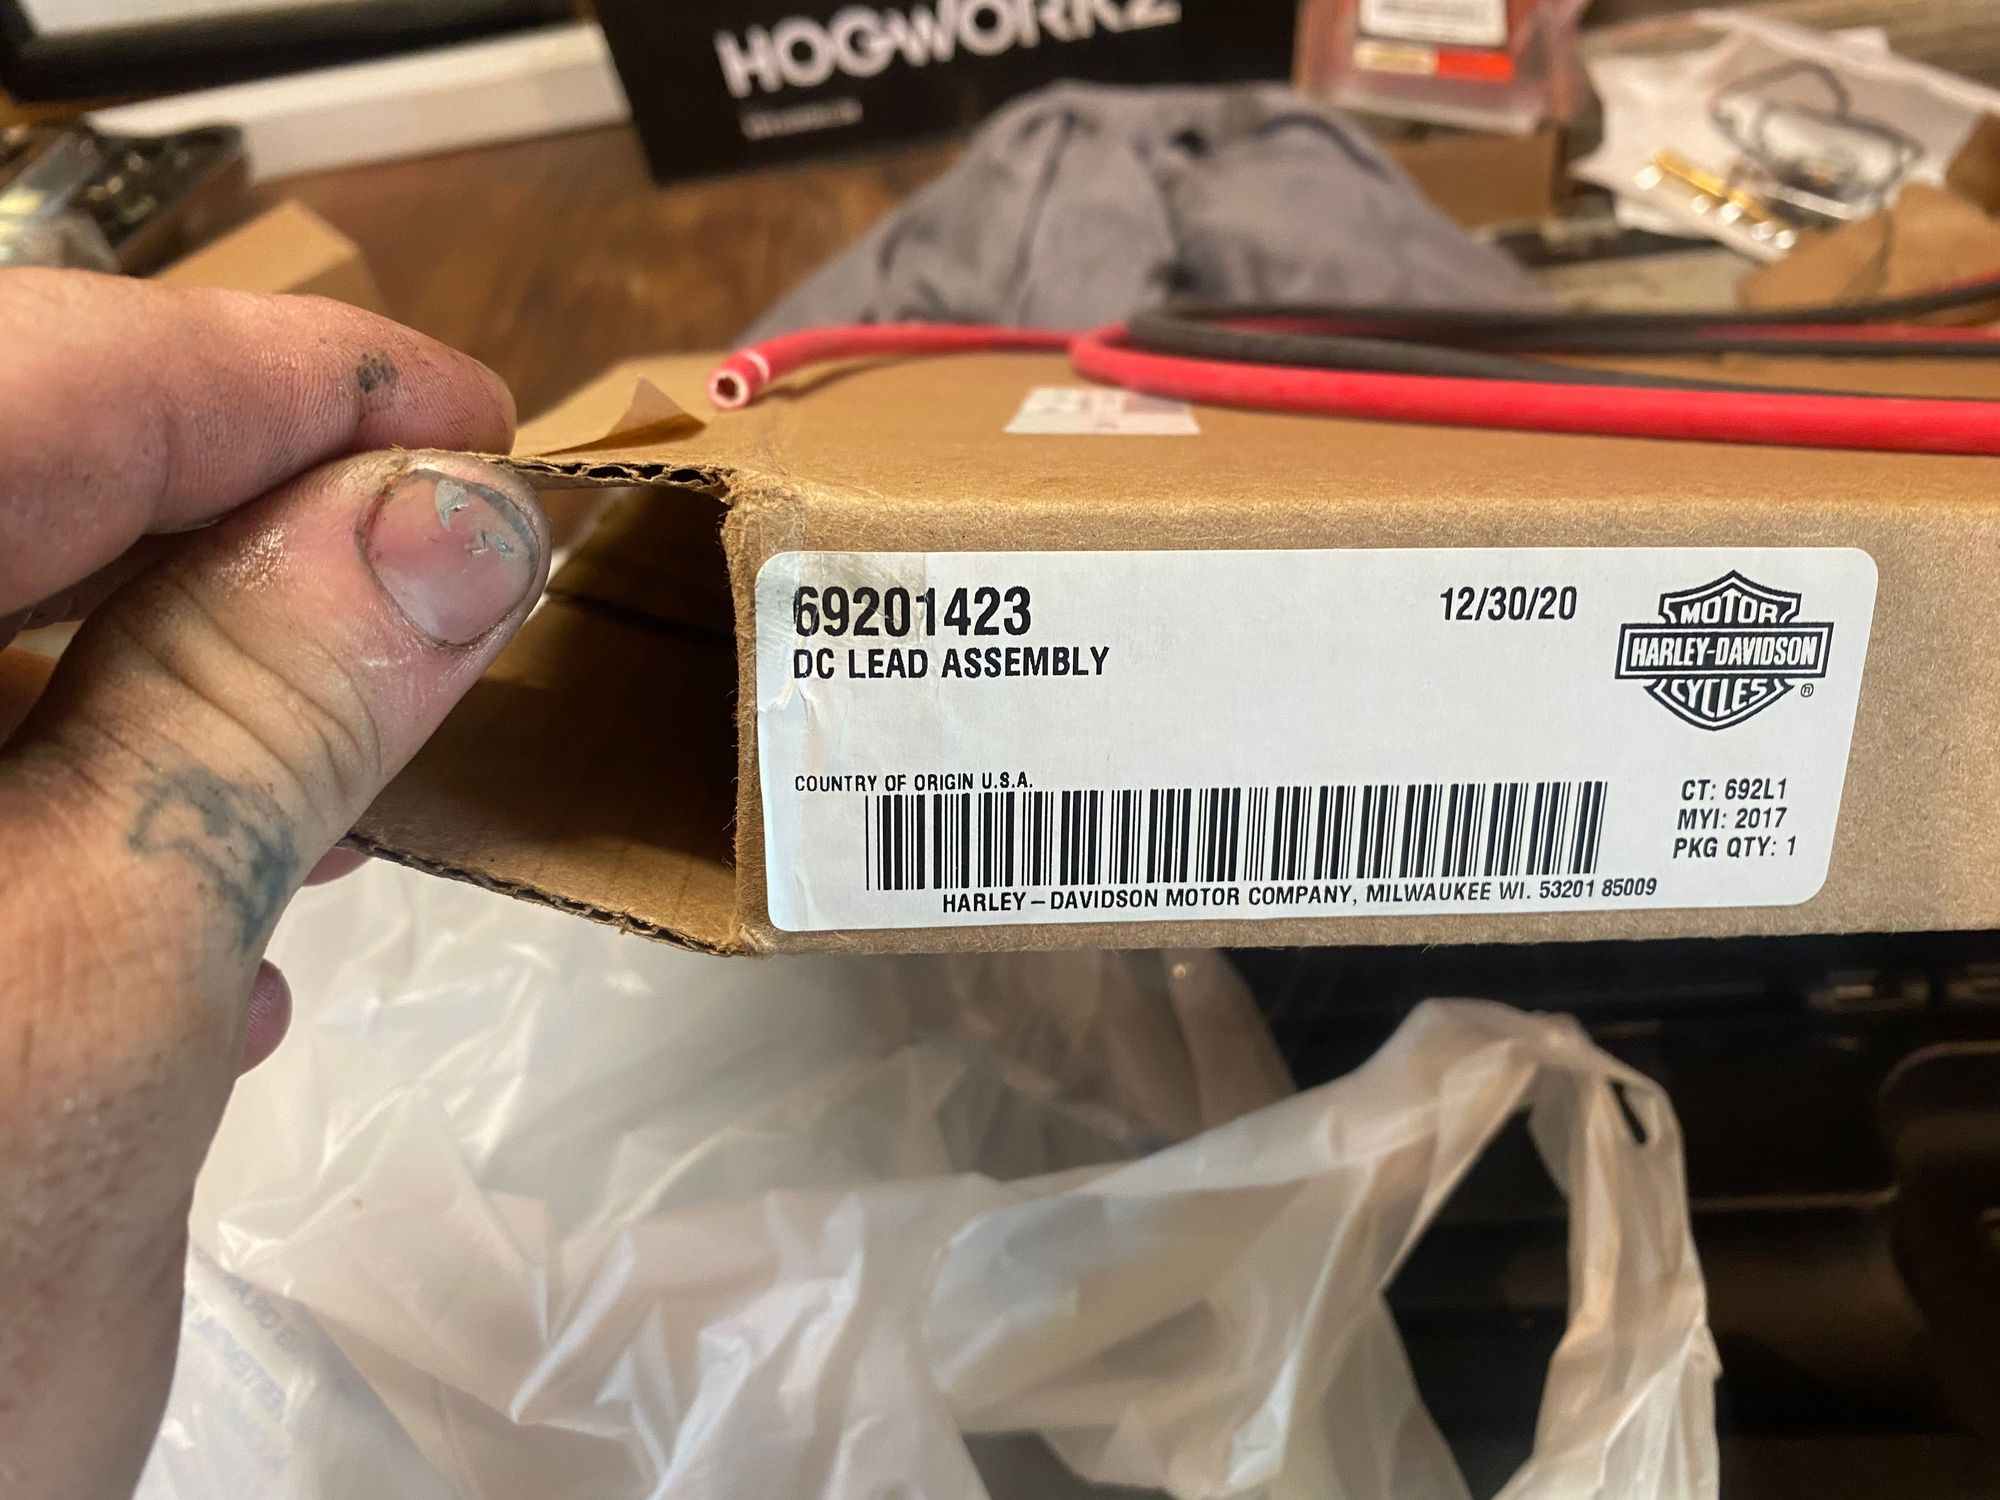 HOGWORKZ
69201423
12/30/20
DC LEAD ASSEMBLY
MOTOR
HARLEY-DAVIDSON
CYCLES
®
COUNTRY OF ORIGIN U.S.A.
CT: 692L1
MYI: 2017
PKG QTY: 1
HARLEY-DAVIDSON MOTOR COMPANY, MILWAUKEE WI. 53201 85009